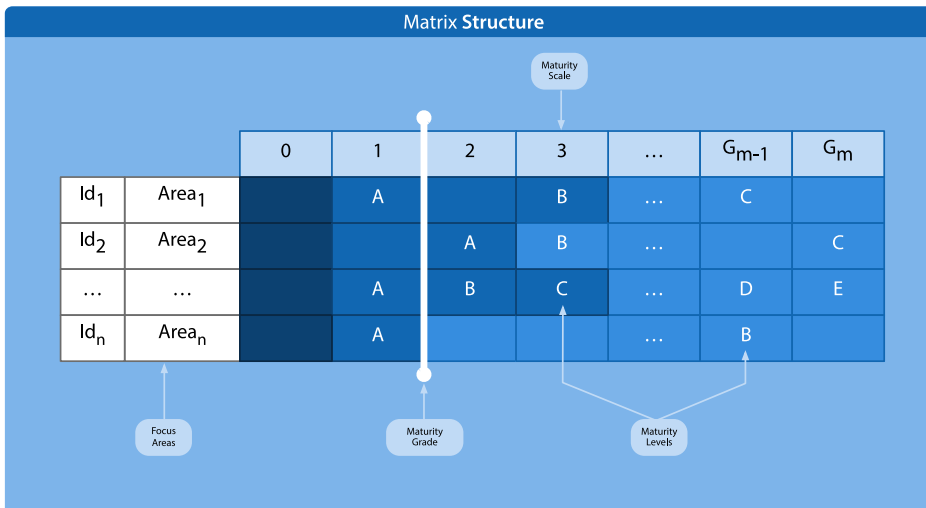 Matrix Structure
Maturity
Scale
0 1 2 3 … Gm-1 Gm
Id1 Area1 A B … C
Id2 Area2 A B … C
… … A B C … D E
Idn Arean A … B
Focus
Areas
Maturity
Grade
Maturity
Levels